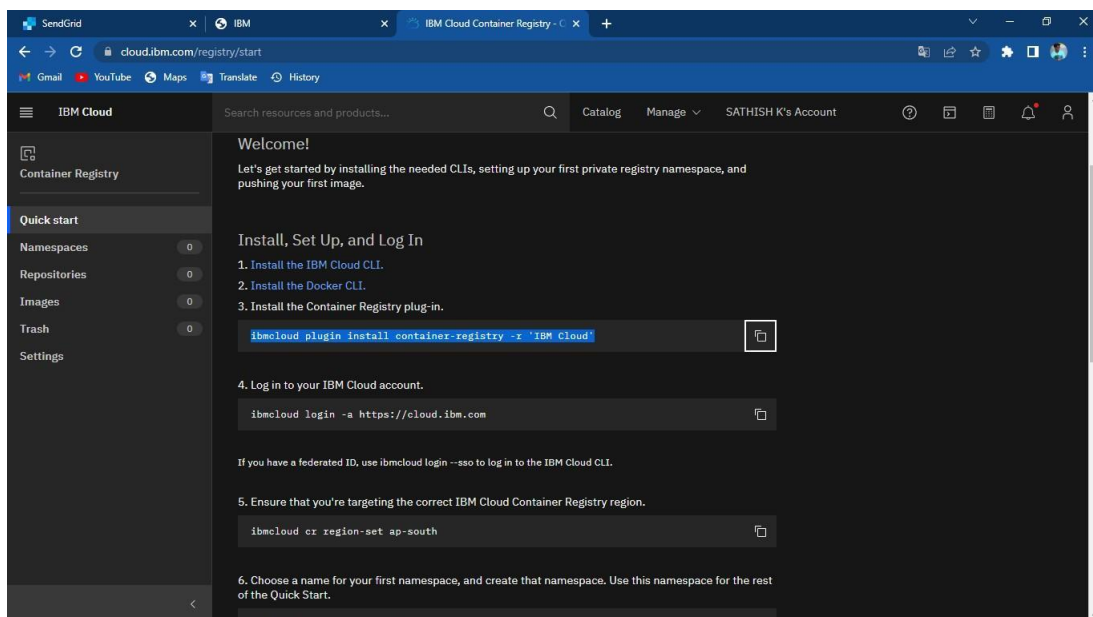 SendGrid
IBM
IBM Cloud Container Registry - C
cloud.ibm.com/registry/start
Gmail
YouTube
Maps
Translate
History
IBM Cloud
Search resources and products...
Catalog
Manage
SATHISH K's Account
Container Registry
Quick start
Namespaces 0
Repositories 0
Images 0
Trash 0
Settings
Welcome!
Let's get started by installing the needed CLIs, setting up your first private registry namespace, and
pushing your first image.
Install, Set Up, and Log In
1. Install the IBM Cloud CLI.
2. Install the Docker CLI.
3. Install the Container Registry plug-in.
ibmcloud plugin install container-registry -r 'IBM Cloud'
4. Log in to your IBM Cloud account.
ibmcloud login -a https://cloud.ibm.com
If you have a federated ID, use ibmcloud login --sso to log in to the IBM Cloud CLI.
5. Ensure that you're targeting the correct IBM Cloud Container Registry region.
ibmcloud cr region-set ap-south
6. Choose a name for your first namespace, and create that namespace. Use this namespace for the rest
of the Quick Start.